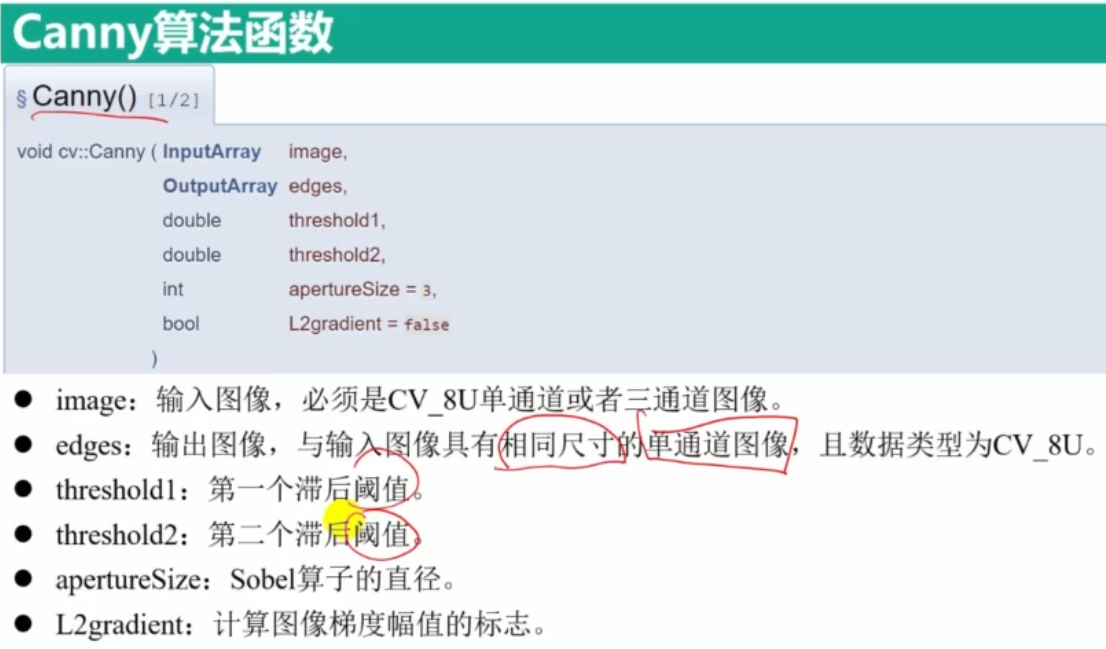 Canny算法函数
§ Canny() [1/2]
void cv::Canny ( InputArray image,
OutputArray edges,
double threshold1,
double threshold2,
int apertureSize = 3,
bool L2gradient = false
)
● image：输入图像，必须是CV_8U单通道或者三通道图像。
● edges：输出图像，与输入图像具有相同尺寸的单通道图像，且数据类型为CV_8U。
● threshold1：第一个滞后阈值。
● threshold2：第二个滞后阈值。
● apertureSize：Sobel算子的直径。
● L2gradient：计算图像梯度幅值的标志。